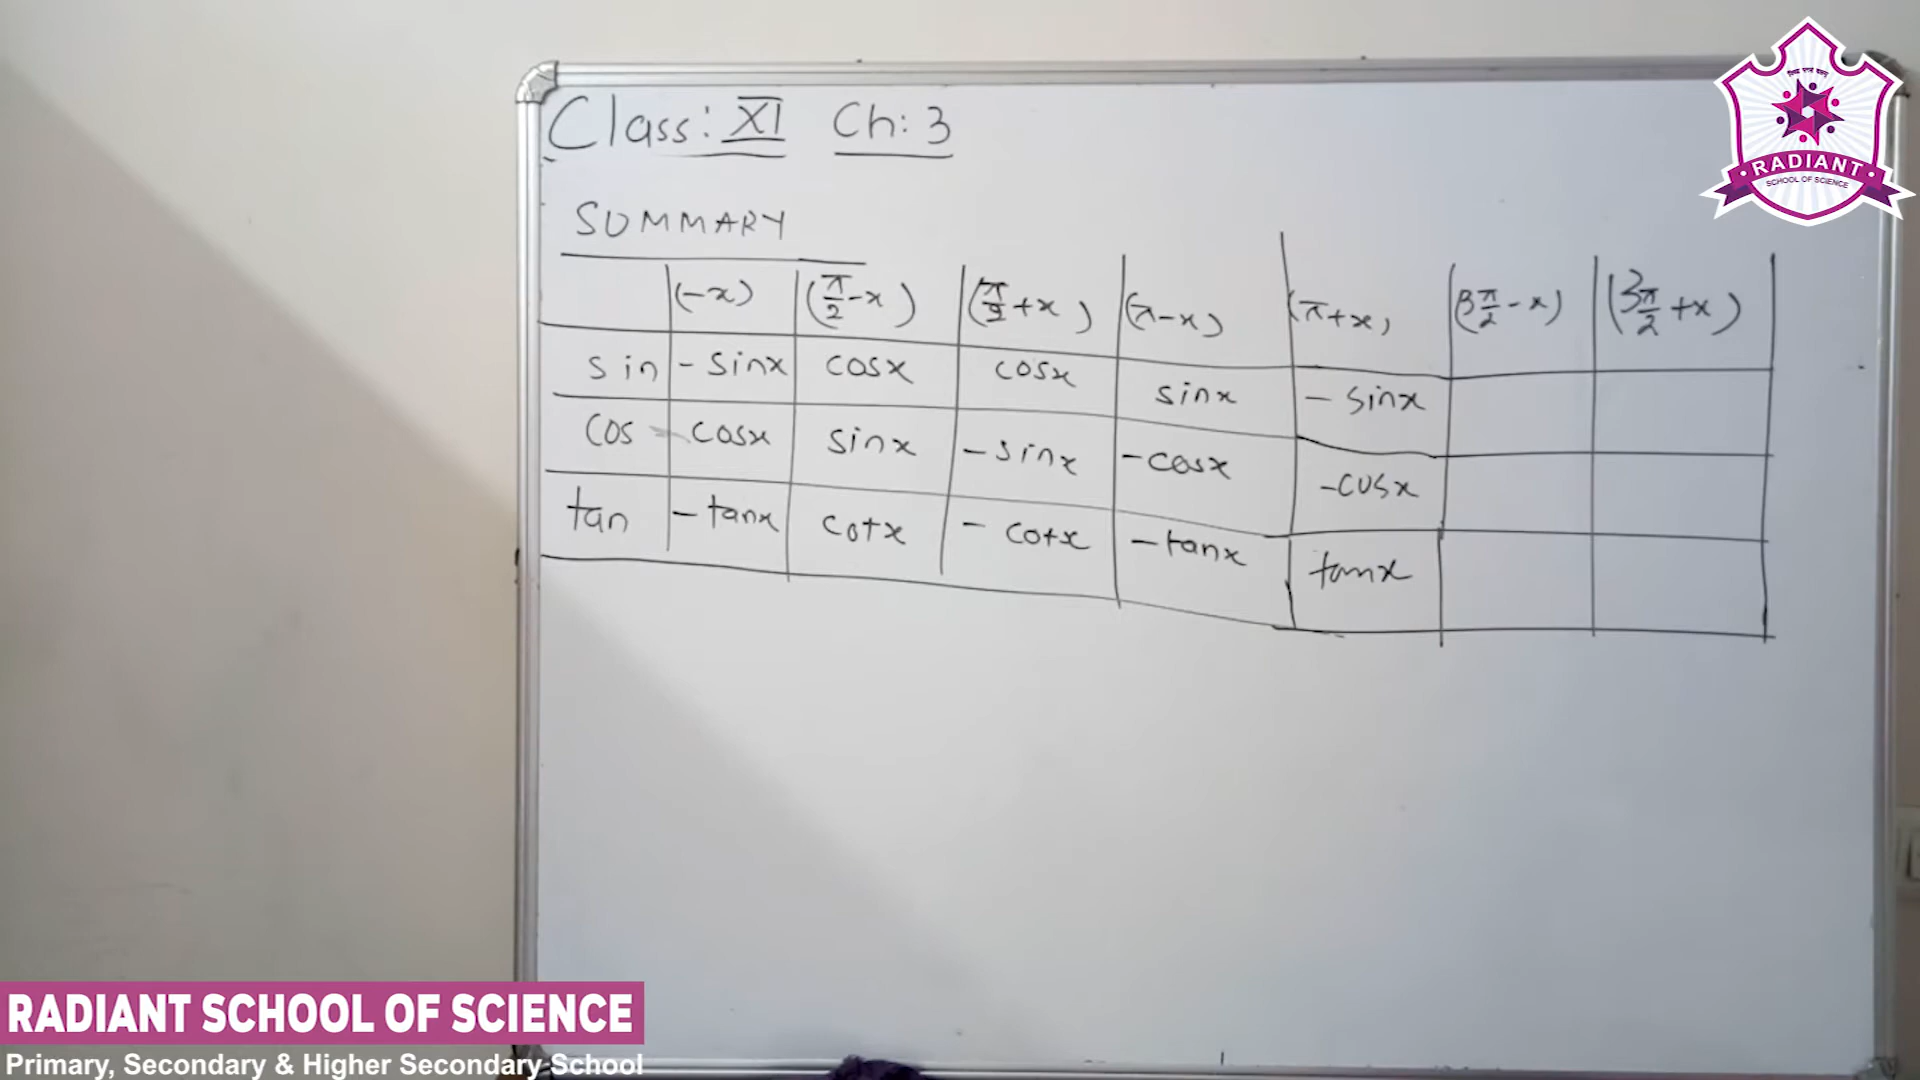 Class: XI Ch: 3
SUMMARY
(-x) (π/2 - x) (π/2 + x) (π - x) (π + x) (3π/2 - x) (3π/2 + x)
sin - sinx cosx cosx sinx - sinx
cos cosx sinx - sinx - cosx - cosx
tan - tanx cotx - cotx - tanx tanx
RADIANT
SCHOOL OF SCIENCE
RADIANT SCHOOL OF SCIENCE
Primary, Secondary & Higher Secondary School